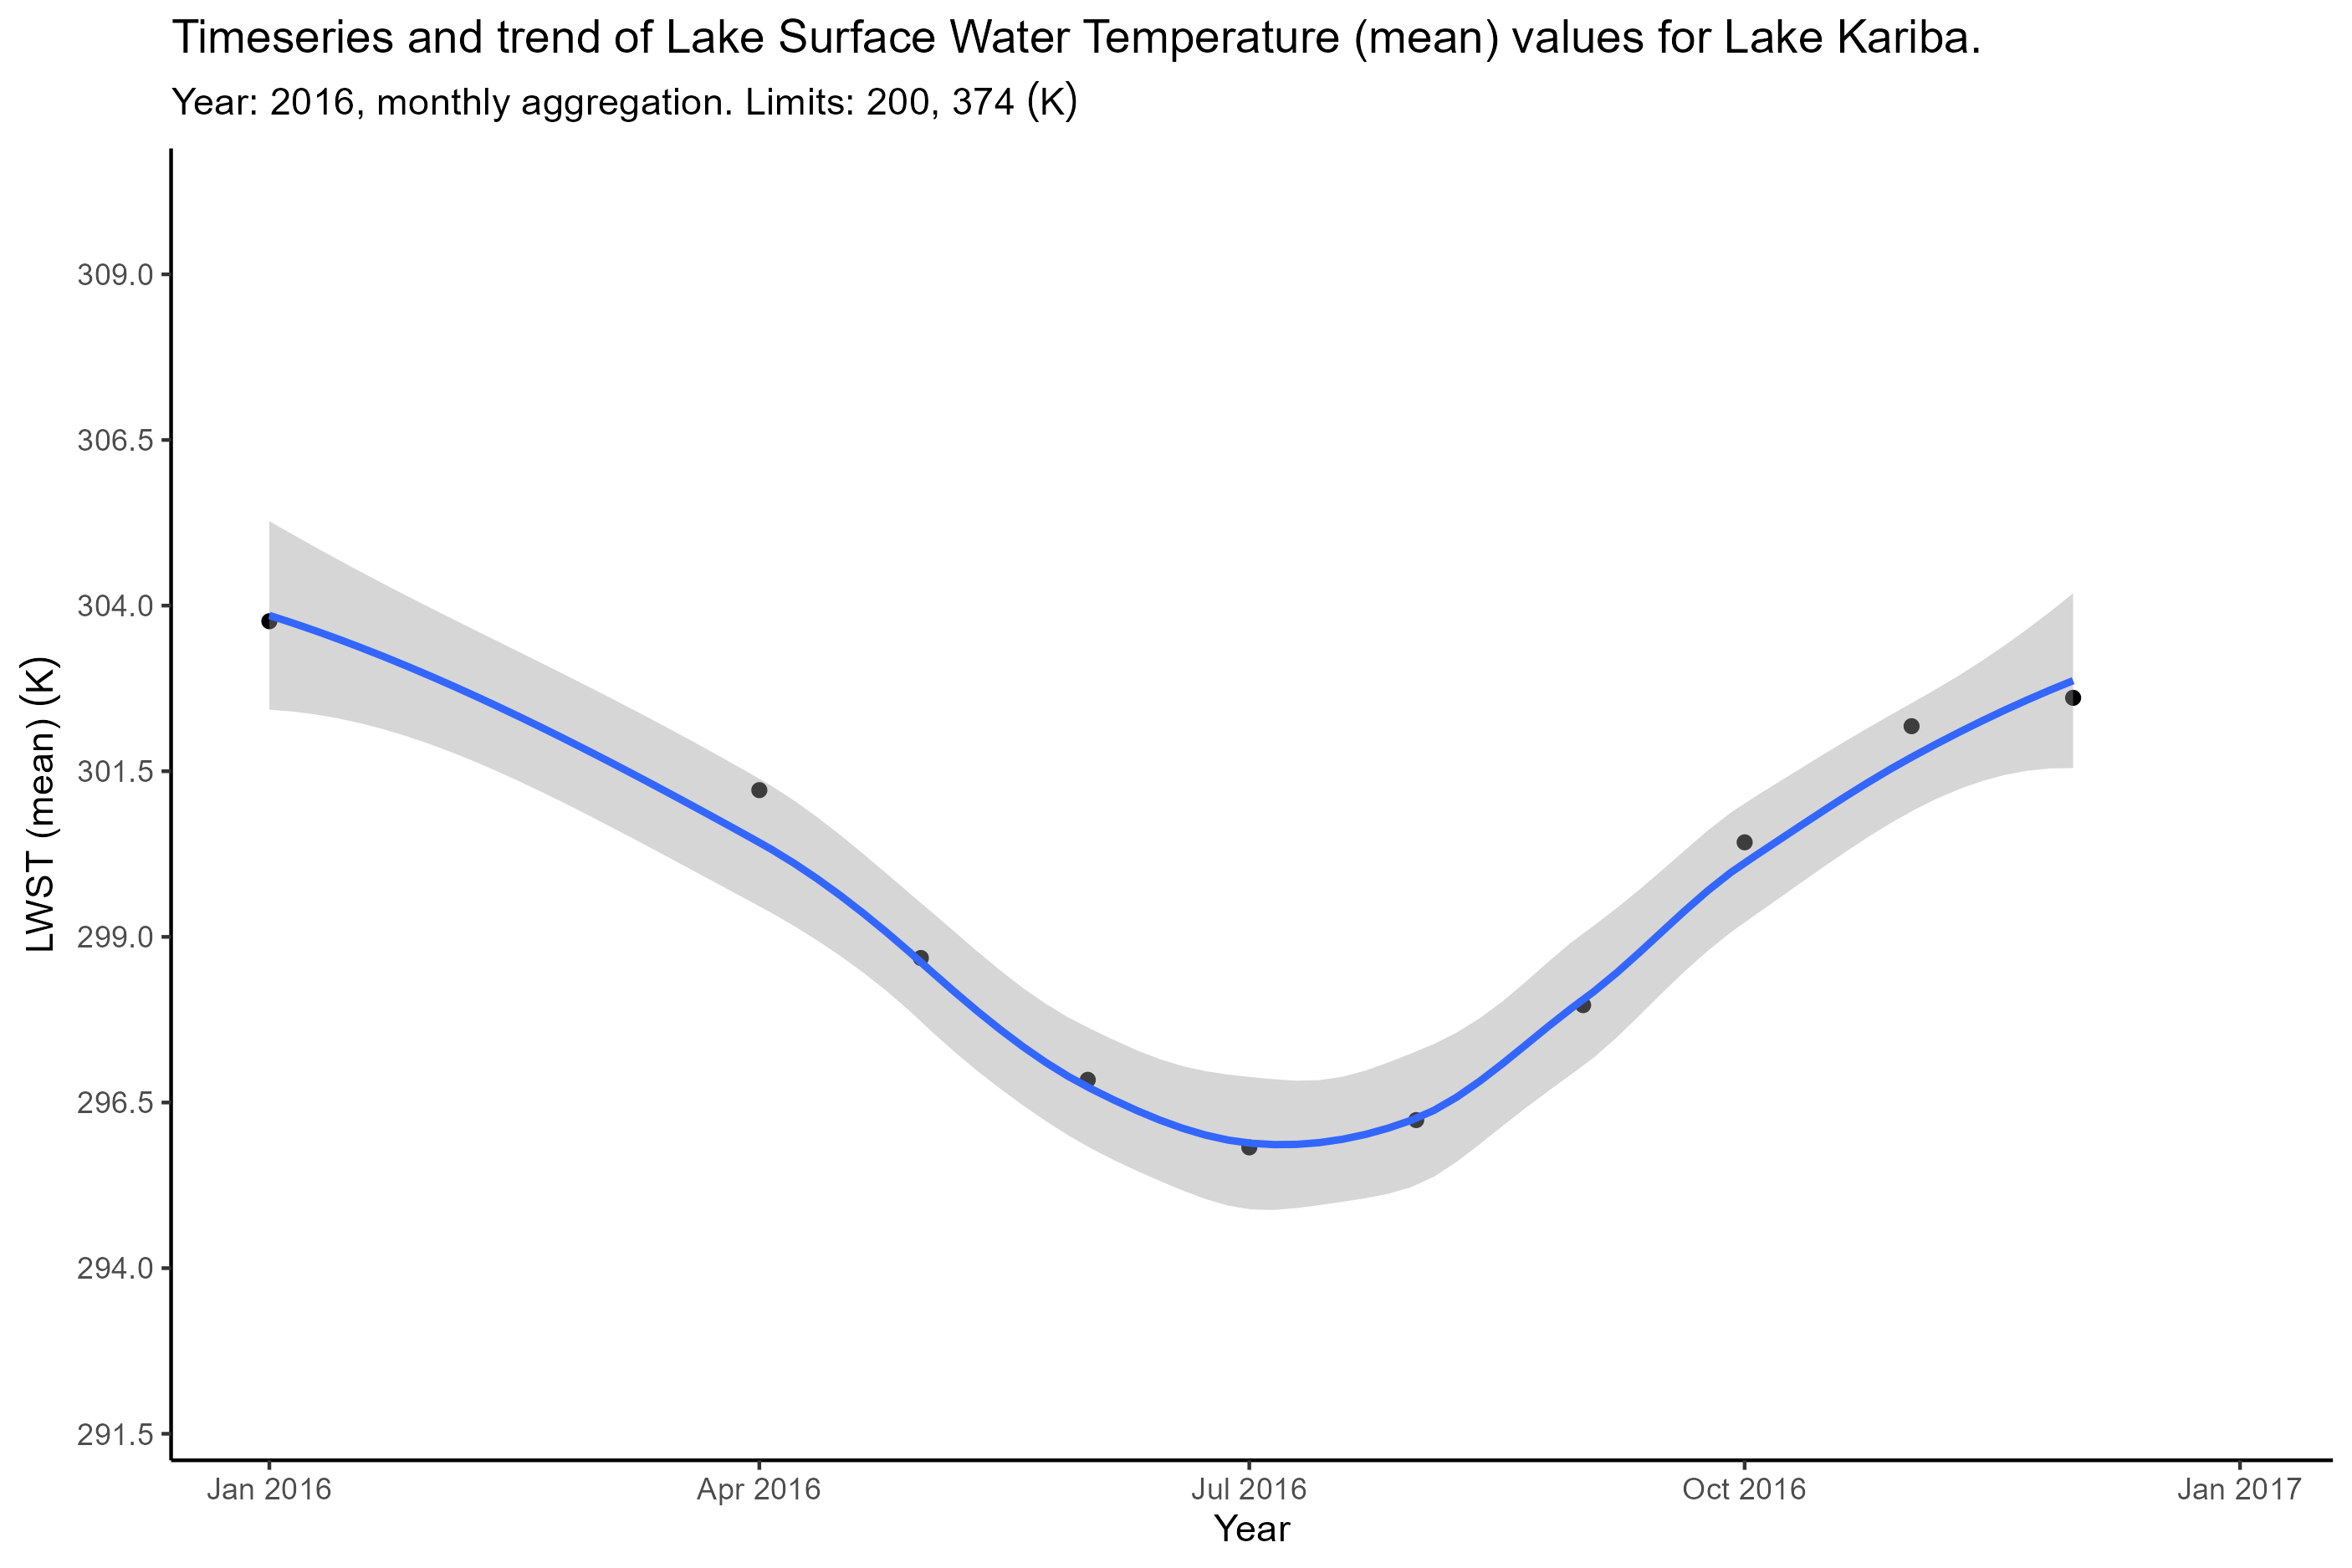 Timeseries and trend of Lake Surface Water Temperature (mean) values for Lake Kariba.
Year: 2016, monthly aggregation. Limits: 200, 374 (K)
LWST (mean) (K)
309.0
306.5
304.0
301.5
299.0
296.5
294.0
291.5
Jan 2016 Apr 2016 Jul 2016 Oct 2016 Jan 2017
Year